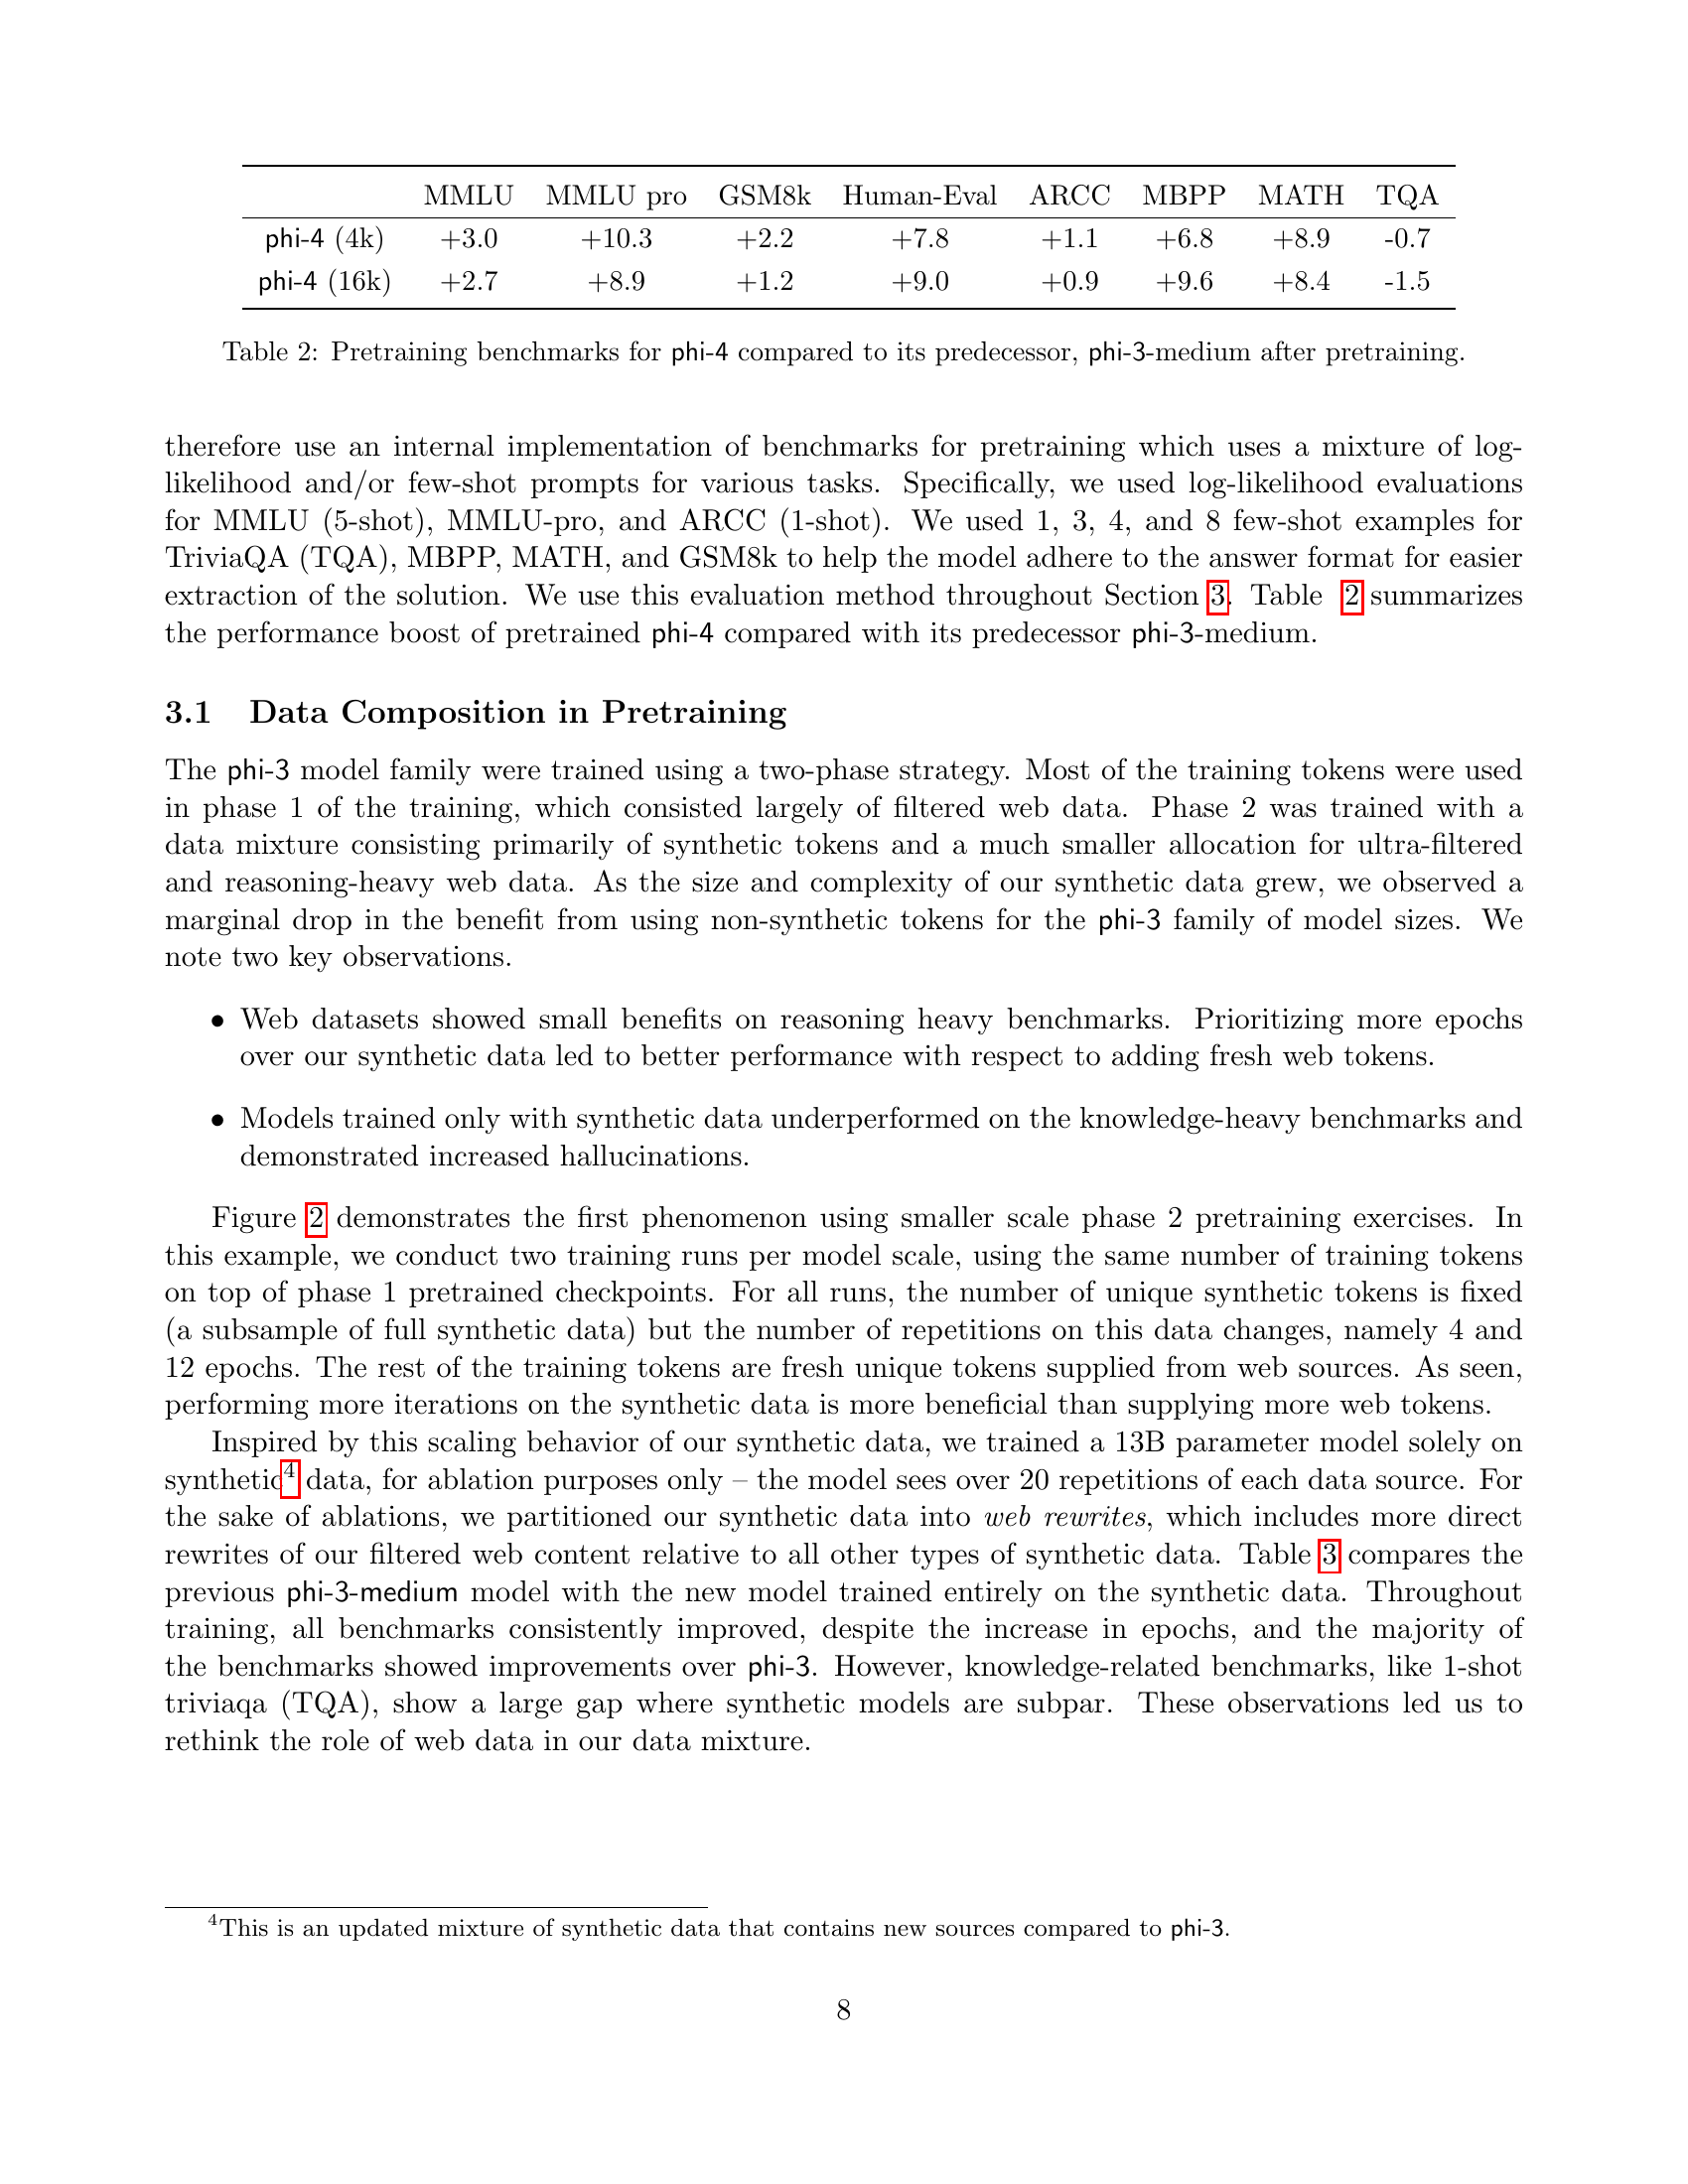 MMLU MMLU pro GSM8k Human-Eval ARCC MBPP MATH TQA
phi-4 (4k) +3.0 +10.3 +2.2 +7.8 +1.1 +6.8 +8.9 -0.7
phi-4 (16k) +2.7 +8.9 +1.2 +9.0 +0.9 +9.6 +8.4 -1.5
Table 2: Pretraining benchmarks for phi-4 compared to its predecessor, phi-3-medium after pretraining.
therefore use an internal implementation of benchmarks for pretraining which uses a mixture of log-
likelihood and/or few-shot prompts for various tasks. Specifically, we used log-likelihood evaluations
for MMLU (5-shot), MMLU-pro, and ARCC (1-shot). We used 1, 3, 4, and 8 few-shot examples for
TriviaQA (TQA), MBPP, MATH, and GSM8k to help the model adhere to the answer format for easier
extraction of the solution. We use this evaluation method throughout Section 3. Table 2 summarizes
the performance boost of pretrained phi-4 compared with its predecessor phi-3-medium.
3.1 Data Composition in Pretraining
The phi-3 model family were trained using a two-phase strategy. Most of the training tokens were used
in phase 1 of the training, which consisted largely of filtered web data. Phase 2 was trained with a
data mixture consisting primarily of synthetic tokens and a much smaller allocation for ultra-filtered
and reasoning-heavy web data. As the size and complexity of our synthetic data grew, we observed a
marginal drop in the benefit from using non-synthetic tokens for the phi-3 family of model sizes. We
note two key observations.
• Web datasets showed small benefits on reasoning heavy benchmarks. Prioritizing more epochs
over our synthetic data led to better performance with respect to adding fresh web tokens.
• Models trained only with synthetic data underperformed on the knowledge-heavy benchmarks and
demonstrated increased hallucinations.
Figure 2 demonstrates the first phenomenon using smaller scale phase 2 pretraining exercises. In
this example, we conduct two training runs per model scale, using the same number of training tokens
on top of phase 1 pretrained checkpoints. For all runs, the number of unique synthetic tokens is fixed
(a subsample of full synthetic data) but the number of repetitions on this data changes, namely 4 and
12 epochs. The rest of the training tokens are fresh unique tokens supplied from web sources. As seen,
performing more iterations on the synthetic data is more beneficial than supplying more web tokens.
Inspired by this scaling behavior of our synthetic data, we trained a 13B parameter model solely on
synthetic4 data, for ablation purposes only – the model sees over 20 repetitions of each data source. For
the sake of ablations, we partitioned our synthetic data into web rewrites, which includes more direct
rewrites of our filtered web content relative to all other types of synthetic data. Table 3 compares the
previous phi-3-medium model with the new model trained entirely on the synthetic data. Throughout
training, all benchmarks consistently improved, despite the increase in epochs, and the majority of
the benchmarks showed improvements over phi-3. However, knowledge-related benchmarks, like 1-shot
triviaqa (TQA), show a large gap where synthetic models are subpar. These observations led us to
rethink the role of web data in our data mixture.
4This is an updated mixture of synthetic data that contains new sources compared to phi-3.
8